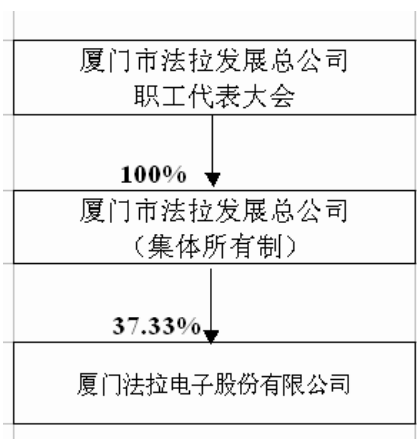 厦门市法拉发展总公司
职工代表大会
100%
厦门市法拉发展总公司
（集体所有制）
37.33%
厦门法拉电子股份有限公司